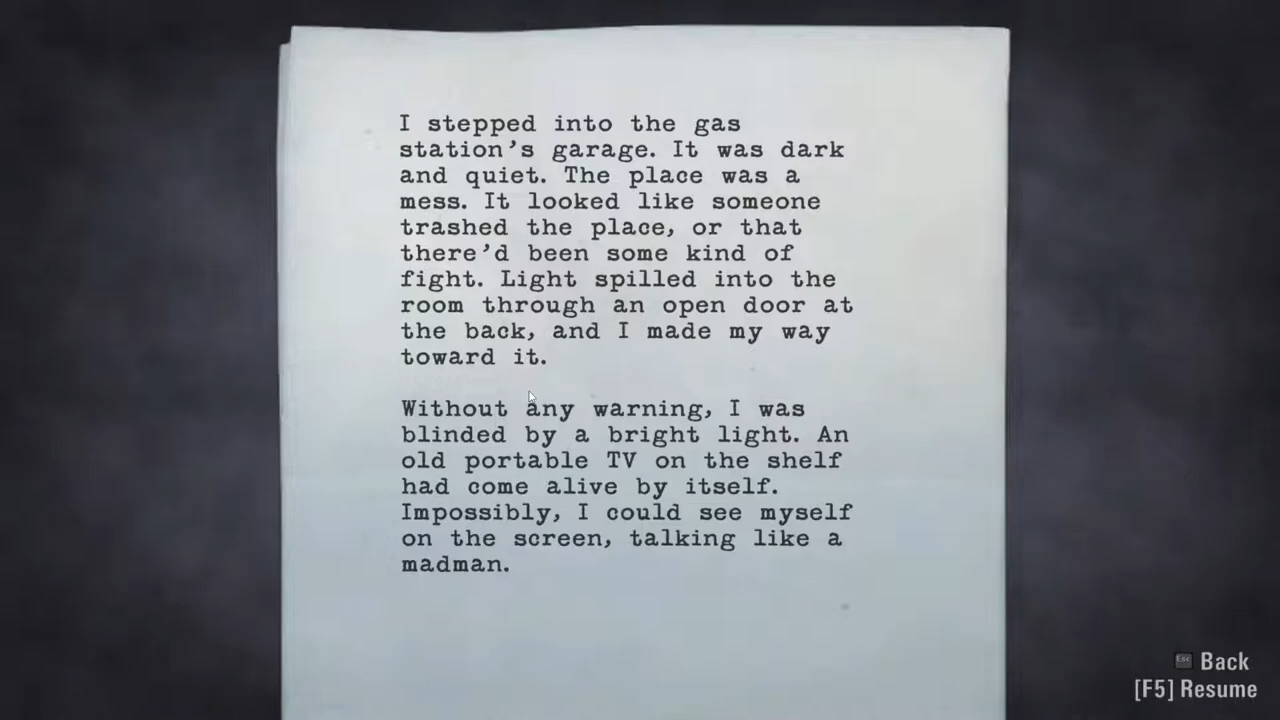 I stepped into the gas
station's garage. It was dark
and quiet. The place was a
mess. It looked like someone
trashed the place, or that
there'd been some kind of
fight. Light spilled into the
room through an open door at
the back, and I made my way
toward it.
Without any warning, I was
blinded by a bright light. An
old portable TV on the shelf
had come alive by itself.
Impossibly, I could see myself
on the screen, talking like a
madman.
Esc Back
[F5] Resume